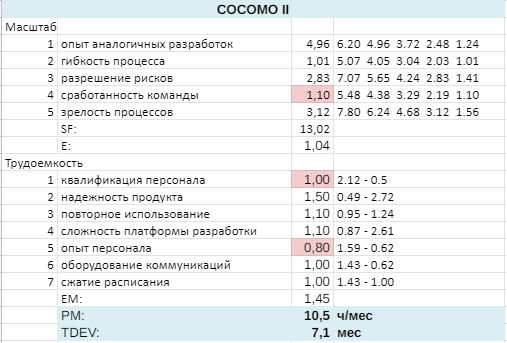 COCOMO II
Масштаб
1 опыт аналогичных разработок 4,96 6.20 4.96 3.72 2.48 1.24
2 гибкость процесса 1,01 5.07 4.05 3.04 2.03 1.01
3 разрешение рисков 2,83 7.07 5.65 4.24 2.83 1.41
4 сработанность команды 1,10 5.48 4.38 3.29 2.19 1.10
5 зрелость процессов 3,12 7.80 6.24 4.68 3.12 1.56
SF: 13,02
E: 1,04
Трудоемкость
1 квалификация персонала 1,00 2.12 - 0.5
2 надежность продукта 1,50 0.49 - 2.72
3 повторное использование 1,10 0.95 - 1.24
4 сложность платформы разработки 1,10 0.87 - 2.61
5 опыт персонала 0,80 1.59 - 0.62
6 оборудование коммуникаций 1,00 1.43 - 0.62
7 сжатие расписания 1,00 1.43 - 1.00
EM: 1,45
PM: 10,5 ч/мес
TDEV: 7,1 мес